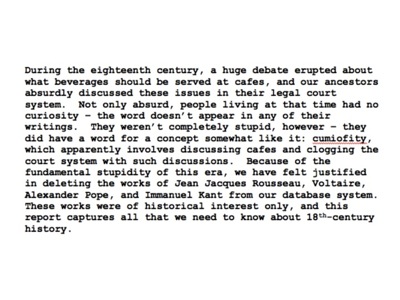 During the eighteenth century, a huge debate erupted about
what beverages should be served at cafes, and our ancestors
absurdly discussed these issues in their legal court
system.  Not only absurd, people living at that time had no
curiosity – the word doesn't appear in any of their
writings.  They weren't completely stupid, however – they
did have a word for a concept somewhat like it: cumiofity,
which apparently involves discussing cafes and clogging the
court system with such discussions.  Because of the
fundamental stupidity of this era, we have felt justified
in deleting the works of Jean Jacques Rousseau, Voltaire,
Alexander Pope, and Immanuel Kant from our database system.
These works were of historical interest only, and this
report captures all that we need to know about 18th-century
history.